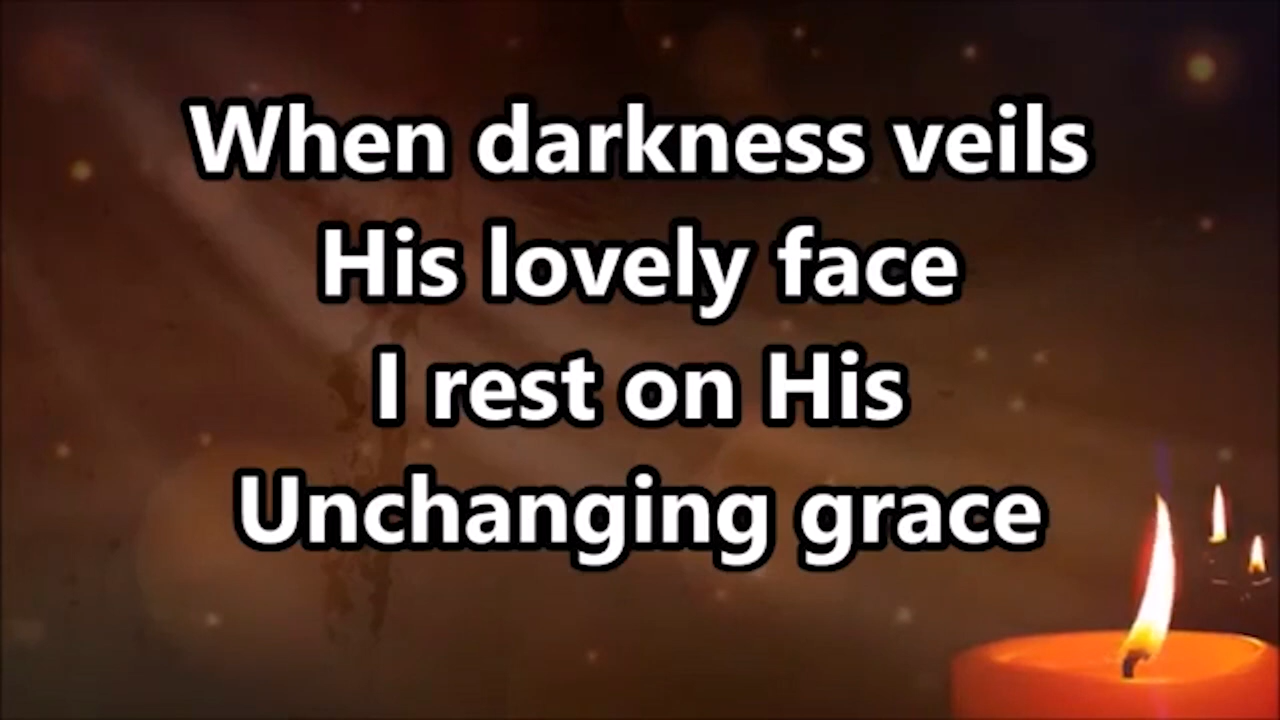 When darkness veils
His lovely face
I rest on His
Unchanging grace